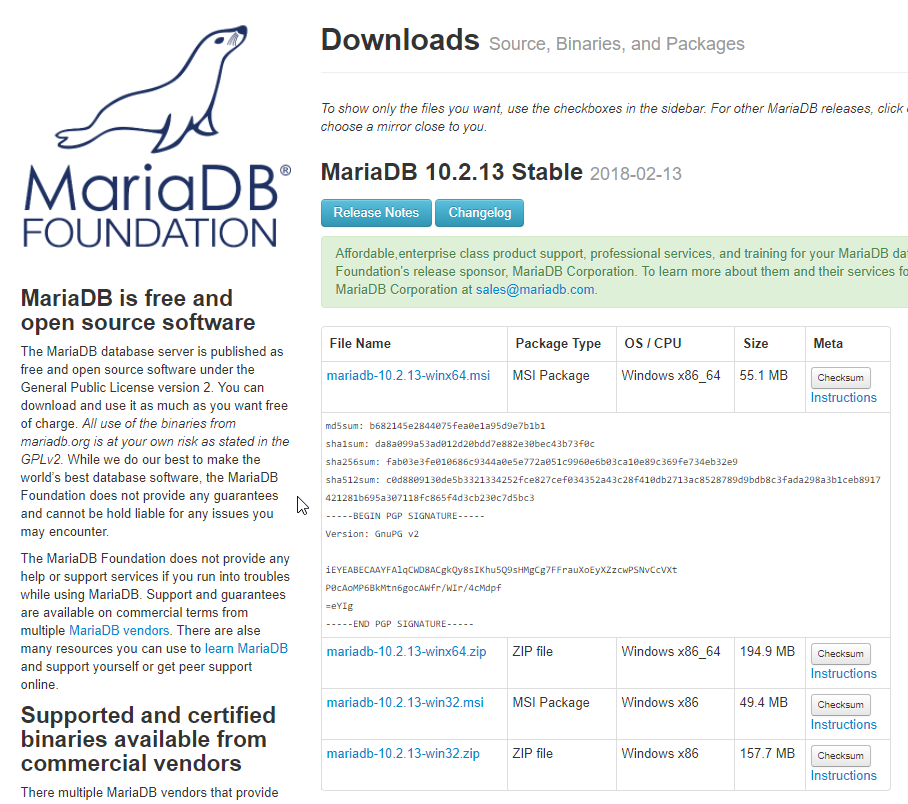 MariaDB®
FOUNDATION
MariaDB is free and
open source software
The MariaDB database server is published as
free and open source software under the
General Public License version 2. You can
download and use it as much as you want free
of charge. All use of the binaries from
mariadb.org is at your own risk as stated in the
GPLv2. While we do our best to make the
world's best database software, the MariaDB
Foundation does not provide any guarantees
and cannot be hold liable for any issues you
may encounter.
The MariaDB Foundation does not provide any
help or support services if you run into troubles
while using MariaDB. Support and guarantees
are available on commercial terms from
multiple MariaDB vendors. There are alse
many resources you can use to learn MariaDB
and support yourself or get peer support
online.
Supported and certified
binaries available from
commercial vendors
There multiple MariaDB vendors that provide
Downloads Source, Binaries, and Packages
To show only the files you want, use the checkboxes in the sidebar. For other MariaDB releases, click
choose a mirror close to you.
MariaDB 10.2.13 Stable 2018-02-13
Release Notes Changelog
Affordable,enterprise class product support, professional services, and training for your MariaDB dat
Foundation's release sponsor, MariaDB Corporation. To learn more about them and their services fo
MariaDB Corporation at sales@mariadb.com.
File Name Package Type OS / CPU Size Meta
mariadb-10.2.13-winx64.msi MSI Package Windows x86_64 55.1 MB Checksum
Instructions
md5sum: b682145e2844075fea0e1a95d9e7b1b1
sha1sum: da8a099a53ad012d20bdd7e882e30bec43b73f0c
sha256sum: fab03e3fe010686c9344a0e5e772a051c9960e6b03ca10e89c369fe734eb32e9
sha512sum: c0d8809130de5b3321334252fce827cef034352a43c28f410db2713ac8528789d9bdb8c3fada298a3b1ceb8917
421281b695a307118fc865f4d3cb230c7d5bc3
-----BEGIN PGP SIGNATURE-----
Version: GnuPG v2
iEYEABECAAYFAlqCWD8ACgkQy8sIKhu5Q9sHMgCg7FFrauXoEyXZzcwPSNvCcVXt
P0cAoMP6BkMtn6gocAWfr/WIr/4cMdpf
=eYIg
-----END PGP SIGNATURE-----
mariadb-10.2.13-winx64.zip ZIP file Windows x86_64 194.9 MB Checksum
Instructions
mariadb-10.2.13-win32.msi MSI Package Windows x86 49.4 MB Checksum
Instructions
mariadb-10.2.13-win32.zip ZIP file Windows x86 157.7 MB Checksum
Instructions